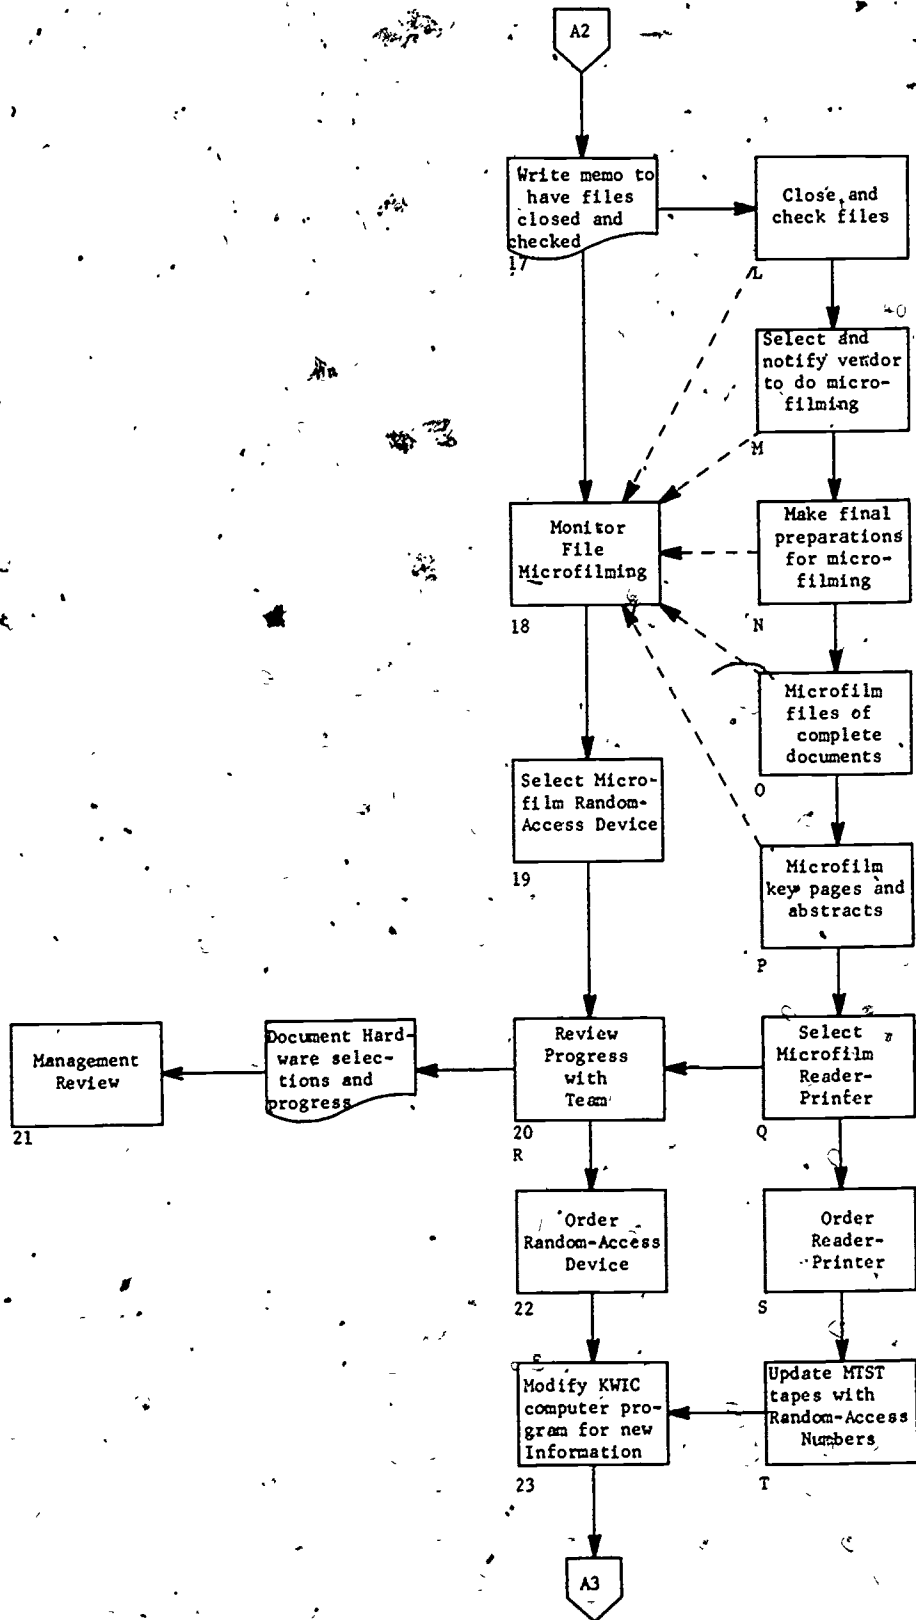 A2
Write memo to
have files
closed and
checked
17
Close and
check files
L
Select and
notify vendor
to do micro-
filming
M
Monitor
File
Microfilming
18
Make final
preparations
for micro-
filming
N
Microfilm
files of
complete
documents
O
Select Micro-
film Random-
Access Device
19
Microfilm
key pages and
abstracts
P
Management
Review
21
Document Hard-
ware selec-
tions and
progress
Review
Progress
with
Team
20
R
Select
Microfilm
Reader-
Printer
Q
Order
Random-Access
Device
22
Order
Reader-
Printer
S
Modify KWIC
computer pro-
gram for new
Information
23
Update MTST
tapes with
Random-Access
Numbers
T
A3